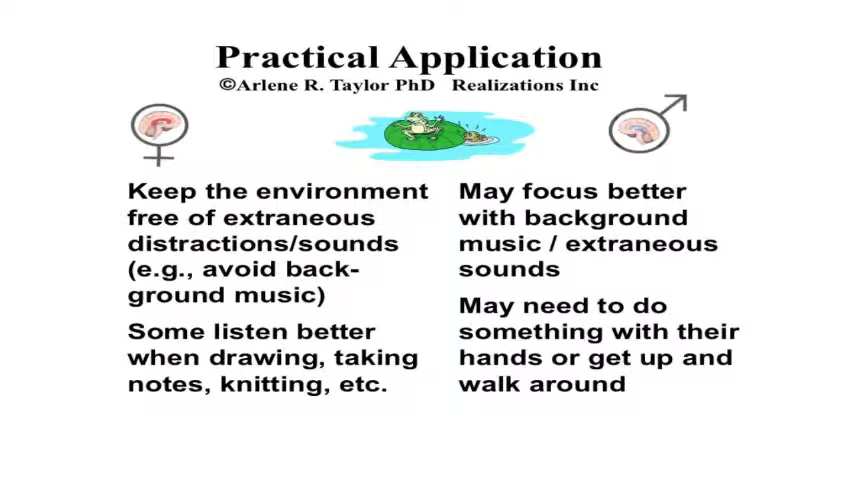 Practical Application
©Arlene R. Taylor PhD Realizations Inc
Keep the environment
free of extraneous
distractions/sounds
(e.g., avoid back-
ground music)
Some listen better
when drawing, taking
notes, knitting, etc.
May focus better
with background
music / extraneous
sounds
May need to do
something with their
hands or get up and
walk around